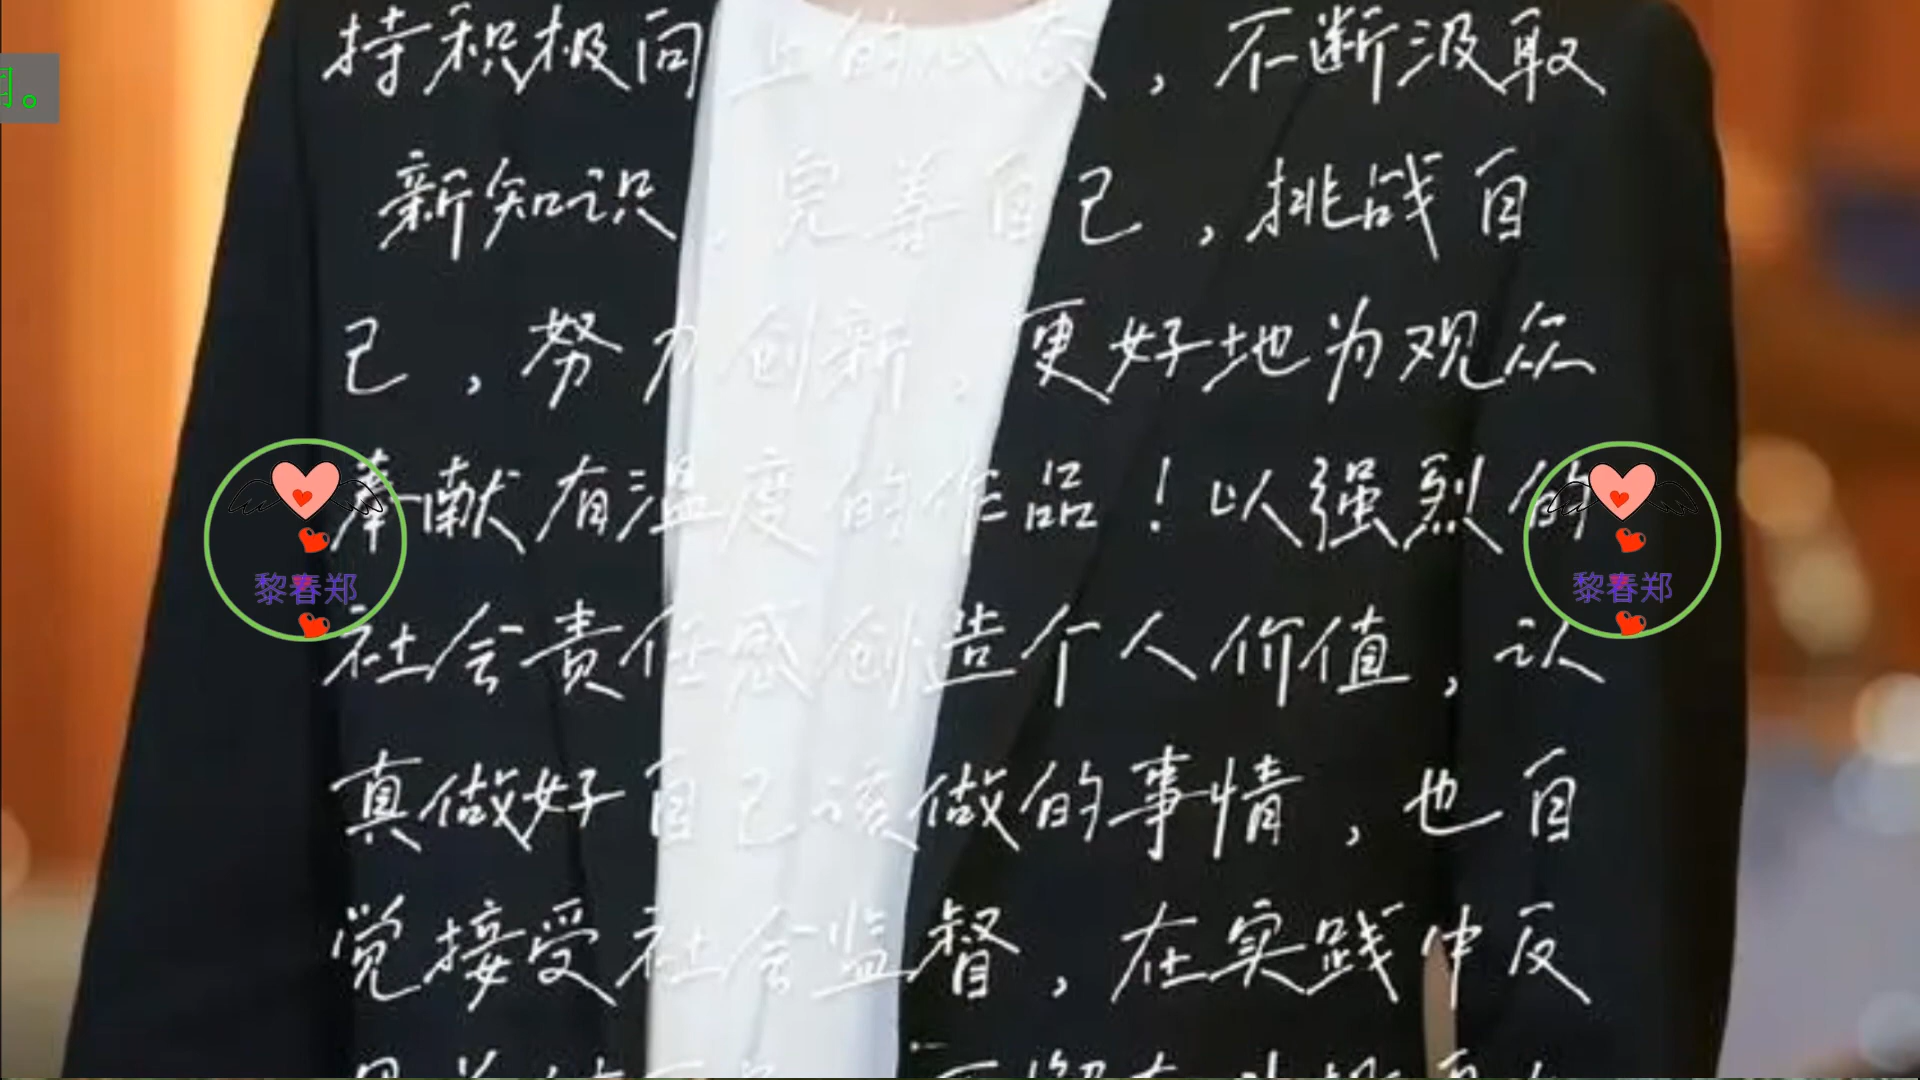 持积极向上的心态，不断汲取
。
新知识，完善自己，挑战自
己，努力创新，更好地为观众
奉献有温度的作品！以强烈的
黎春郑
黎春郑
社会责任感创造个人价值，认
真做好自己该做的事情，也自
觉接受社会监督，在实践中反